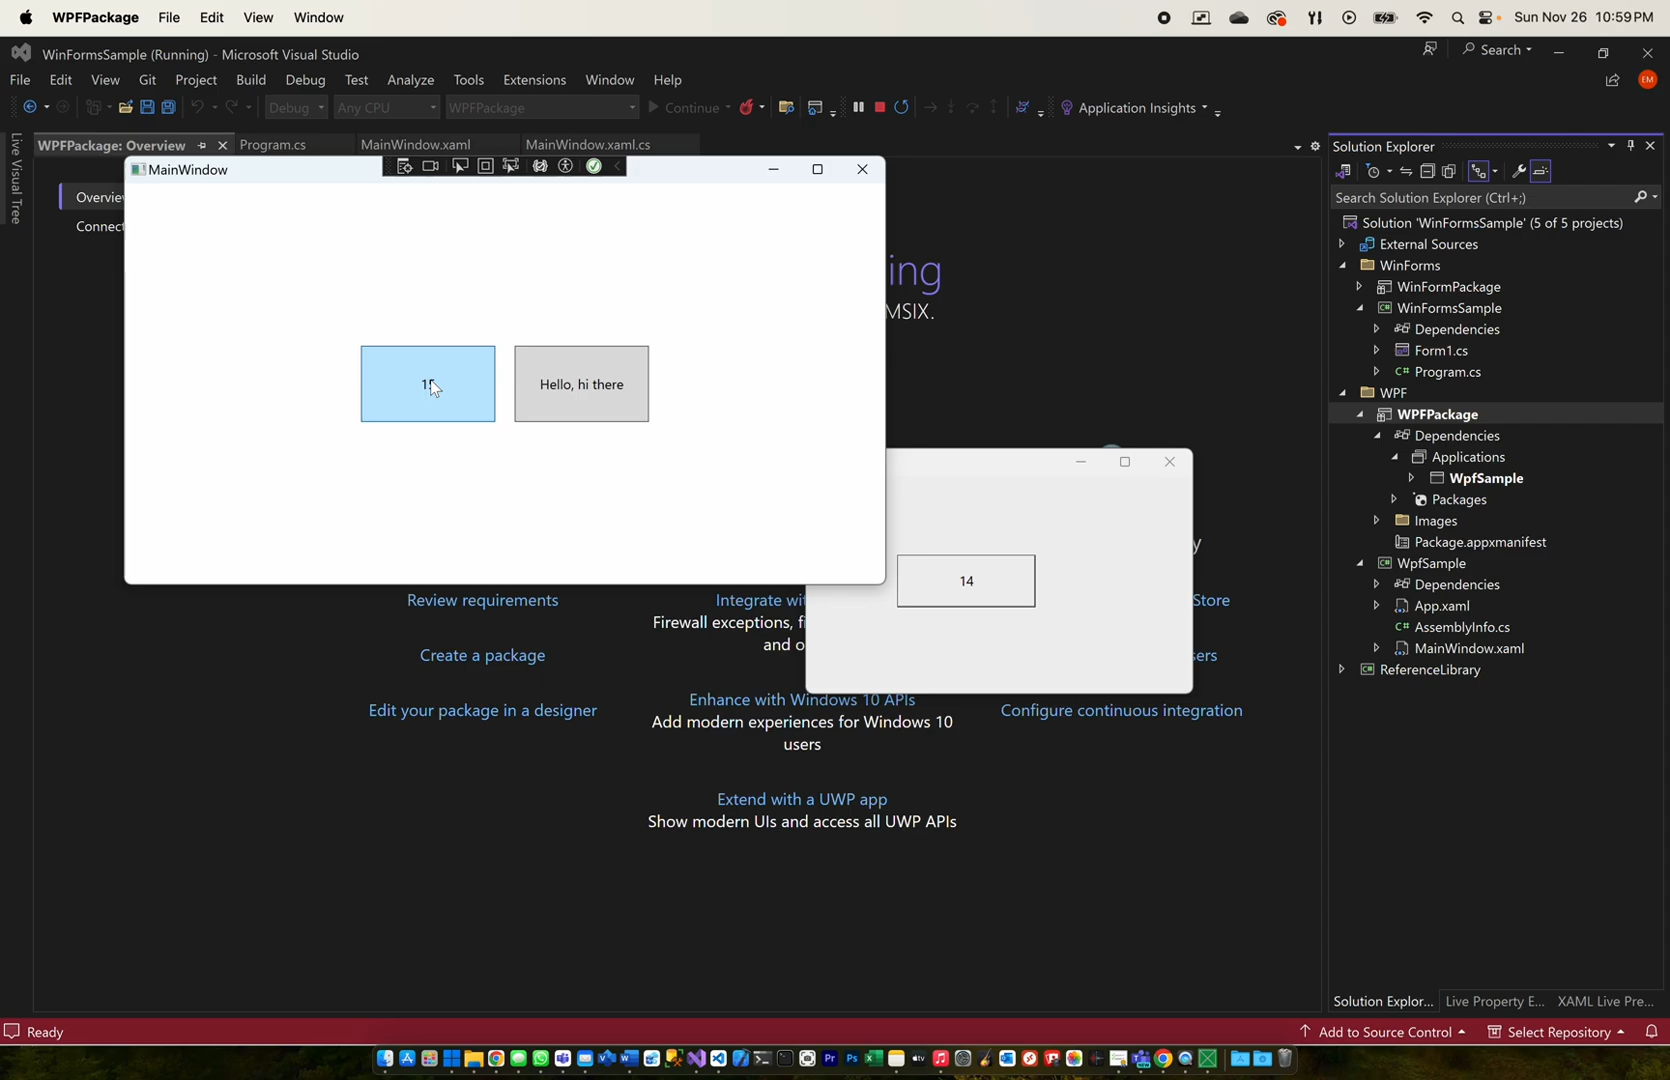 WPFPackage File Edit View Window Sun Nov 26 10:59 PM
WinFormsSample (Running) - Microsoft Visual Studio Search
File Edit View Git Project Build Debug Test Analyze Tools Extensions Window Help EM
Debug Any CPU WPFPackage Continue Application Insights
Live Visual Tree
WPFPackage: Overview Program.cs MainWindow.xaml MainWindow.xaml.cs
MainWindow
Connect
ing
MSIX.
Hello, hi there
14
Review requirements
Create a package
Edit your package in a designer
Firewall exceptions,
and
Enhance with Windows 10 APIs
Add modern experiences for Windows 10
users
Extend with a UWP app
Show modern UIs and access all UWP APIs
Store
Configure continuous integration
Solution Explorer
Search Solution Explorer (Ctrl+;)
Solution 'WinFormsSample' (5 of 5 projects)
External Sources
WinForms
WinFormPackage
WinFormsSample
Dependencies
Form1.cs
C# Program.cs
WPF
WPFPackage
Dependencies
Applications
WpfSample
Packages
Images
Package.appxmanifest
WpfSample
Dependencies
App.xaml
C# AssemblyInfo.cs
MainWindow.xaml
ReferenceLibrary
Solution Explor... Live Property E... XAML Live Pre...
Ready Add to Source Control Select Repository